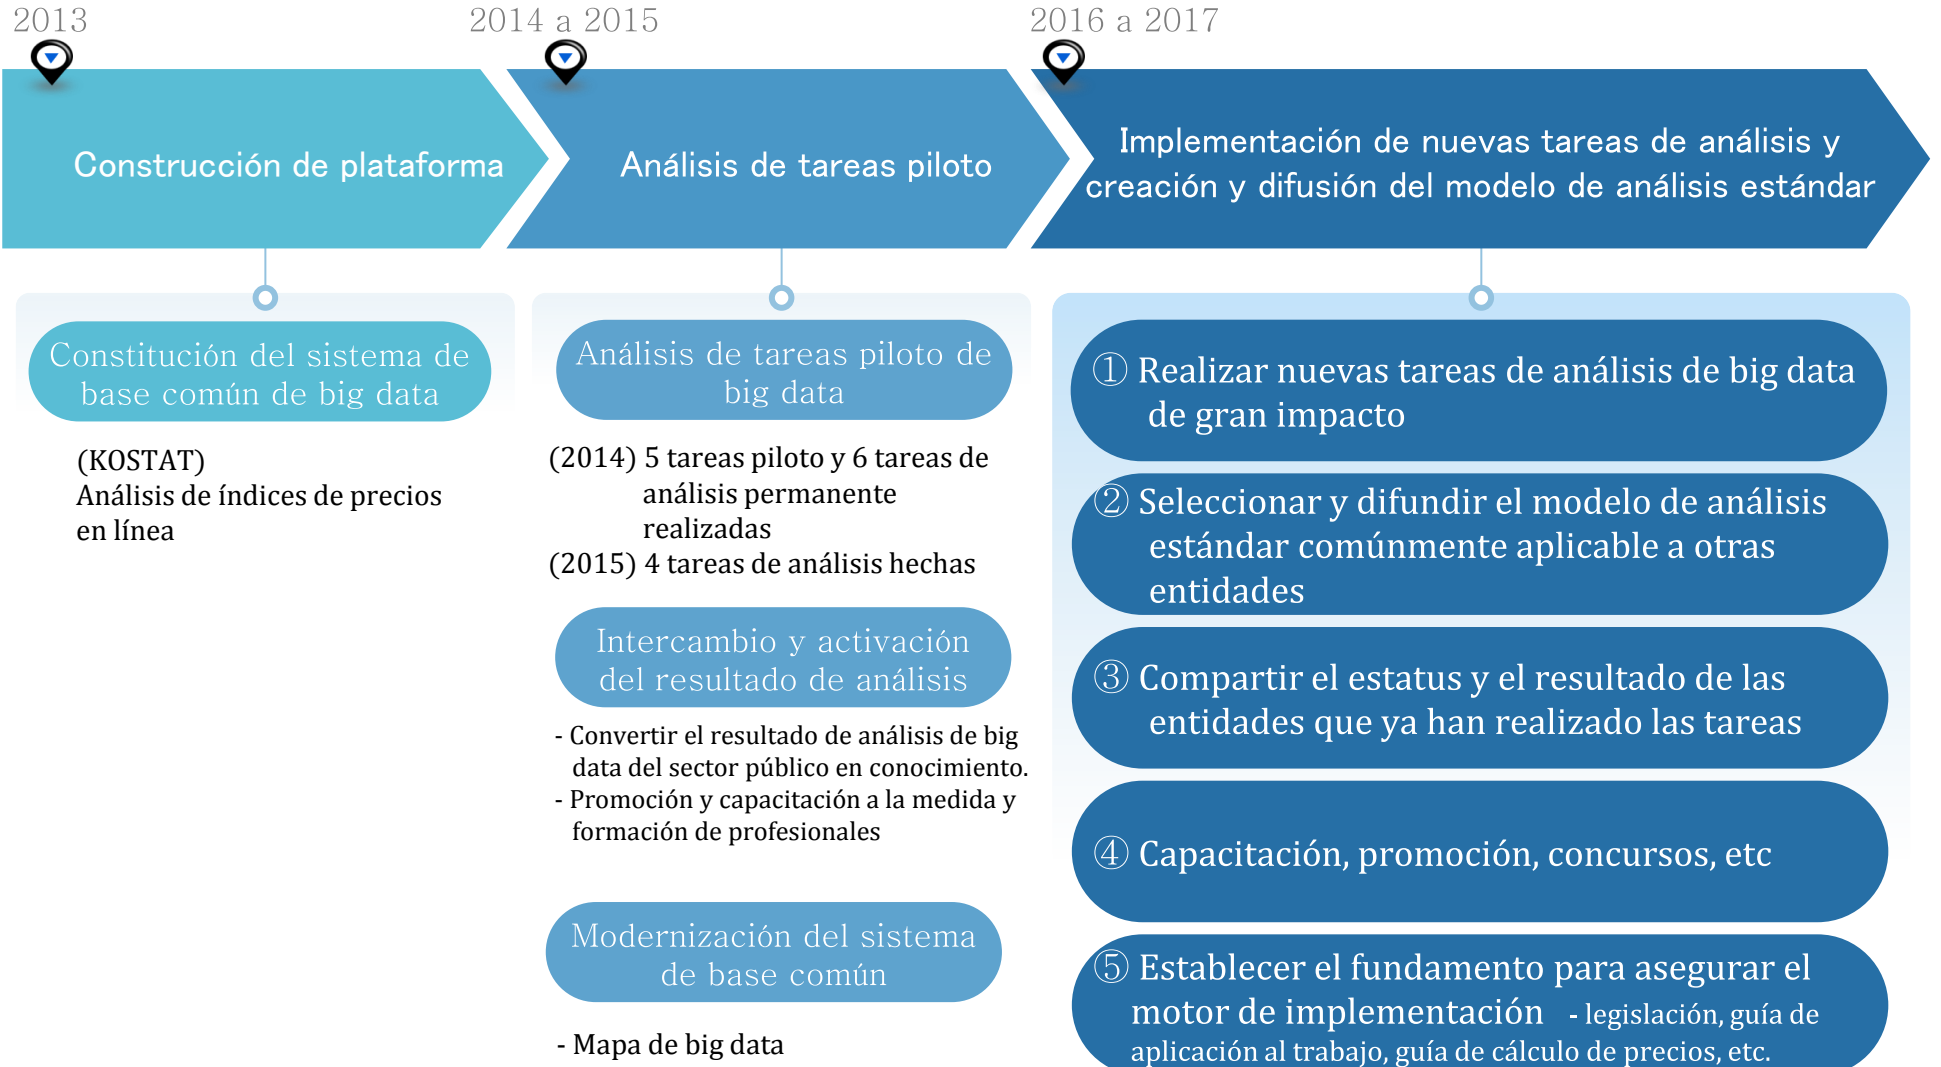 2013
2014 a 2015
2016 a 2017
Construcción de plataforma
Análisis de tareas piloto
Implementación de nuevas tareas de análisis y
creación y difusión del modelo de análisis estándar
Constitución del sistema de
base común de big data
(KOSTAT)
Análisis de índices de precios
en línea
Análisis de tareas piloto de
big data
(2014) 5 tareas piloto y 6 tareas de
análisis permanente
realizadas
(2015) 4 tareas de análisis hechas
Intercambio y activación
del resultado de análisis
- Convertir el resultado de análisis de big
data del sector público en conocimiento.
- Promoción y capacitación a la medida y
formación de profesionales
Modernización del sistema
de base común
- Mapa de big data
① Realizar nuevas tareas de análisis de big data
de gran impacto
② Seleccionar y difundir el modelo de análisis
estándar comúnmente aplicable a otras
entidades
③ Compartir el estatus y el resultado de las
entidades que ya han realizado las tareas
④ Capacitación, promoción, concursos, etc
⑤ Establecer el fundamento para asegurar el
motor de implementación - legislación, guía de
aplicación al trabajo, guía de cálculo de precios, etc.